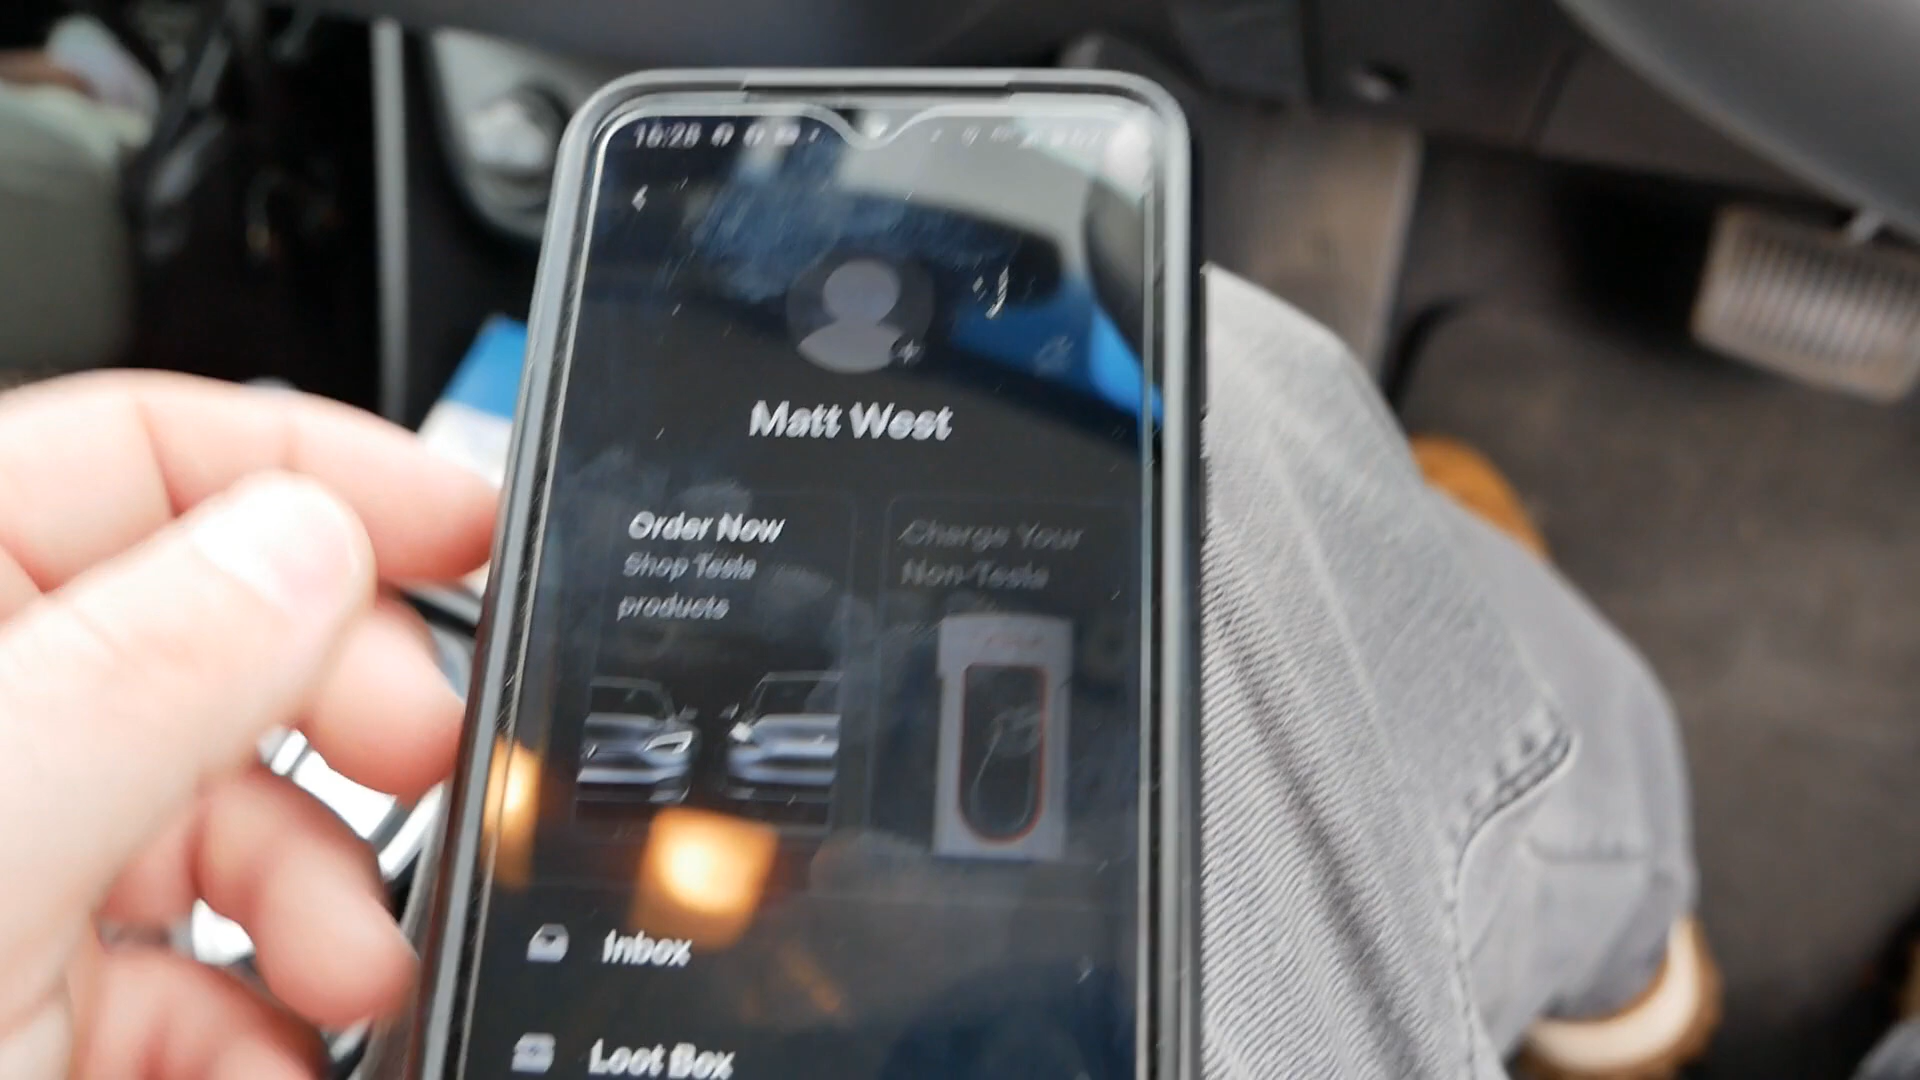 16:28
Matt West
Order Now
Shop Tesla
products
Charge Your
Non-Tesla
Inbox
Loot Box